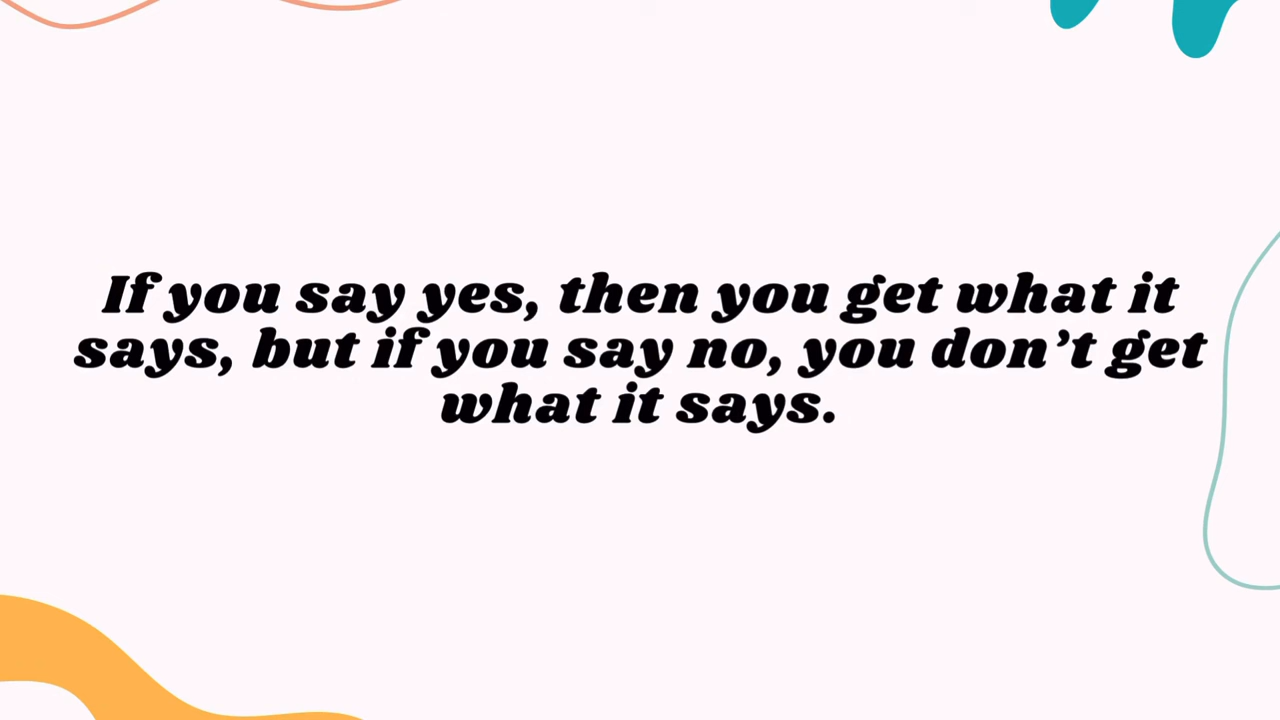 If you say yes, then you get what it
says, but if you say no, you don’t get
what it says.